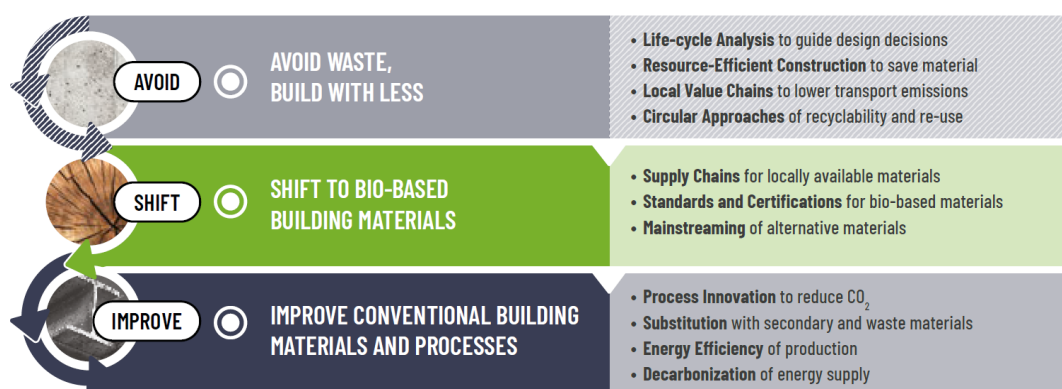 AVOID
AVOID WASTE,
BUILD WITH LESS
• Life-cycle Analysis to guide design decisions
• Resource-Efficient Construction to save material
• Local Value Chains to lower transport emissions
• Circular Approaches of recyclability and re-use
SHIFT
SHIFT TO BIO-BASED
BUILDING MATERIALS
• Supply Chains for locally available materials
• Standards and Certifications for bio-based materials
• Mainstreaming of alternative materials
IMPROVE
IMPROVE CONVENTIONAL BUILDING
MATERIALS AND PROCESSES
• Process Innovation to reduce CO₂
• Substitution with secondary and waste materials
• Energy Efficiency of production
• Decarbonization of energy supply